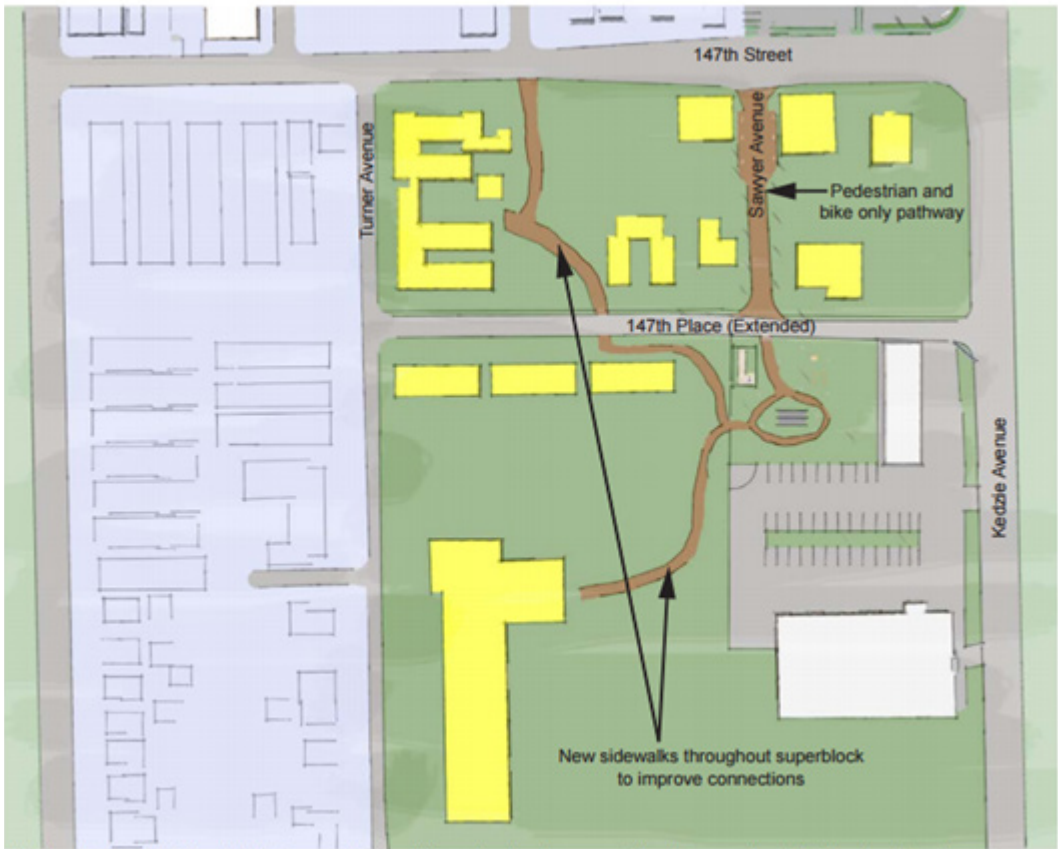 147th Street
Turner Avenue
Sawyer Avenue
Pedestrian and
bike only pathway
147th Place (Extended)
Kedzie Avenue
New sidewalks throughout superblock
to improve connections